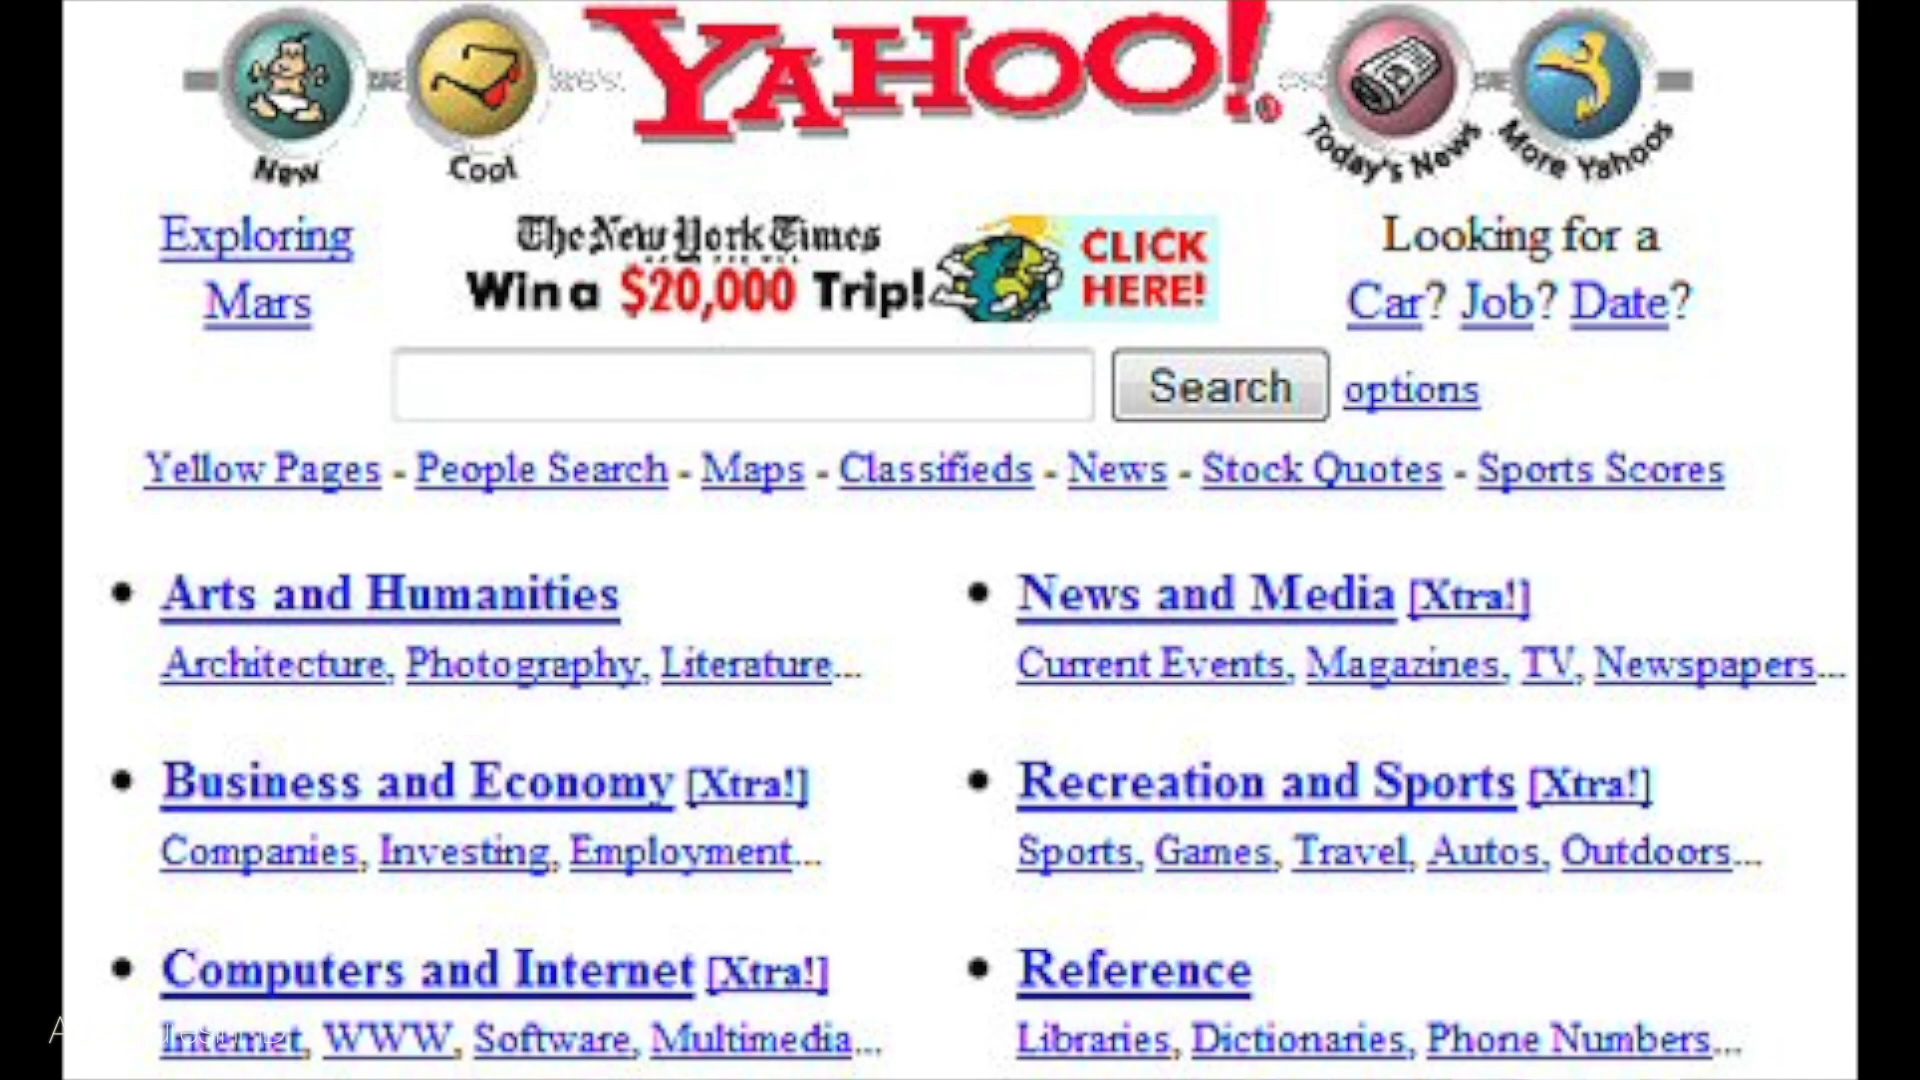 YAHOO!®
New
Cool
Today's News
More Yahoos
Exploring
Mars
The New York Times
Win a $20,000 Trip!
CLICK
HERE!
Looking for a
Car? Job? Date?
Search options
Yellow Pages - People Search - Maps - Classifieds - News - Stock Quotes - Sports Scores
• Arts and Humanities
Architecture, Photography, Literature...
• News and Media [Xtra!]
Current Events, Magazines, TV, Newspapers...
• Business and Economy [Xtra!]
Companies, Investing, Employment...
• Recreation and Sports [Xtra!]
Sports, Games, Travel, Autos, Outdoors...
• Computers and Internet [Xtra!]
Internet, WWW, Software, Multimedia...
• Reference
Libraries, Dictionaries, Phone Numbers...